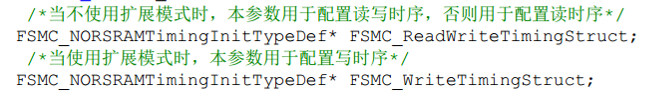 /*当不使用扩展模式时，本参数用于配置读写时序，否则用于配置读时序*/
FSMC_NORSRAMTimingInitTypeDef* FSMC_ReadWriteTimingStruct;
/*当使用扩展模式时，本参数用于配置写时序*/
FSMC_NORSRAMTimingInitTypeDef* FSMC_WriteTimingStruct;